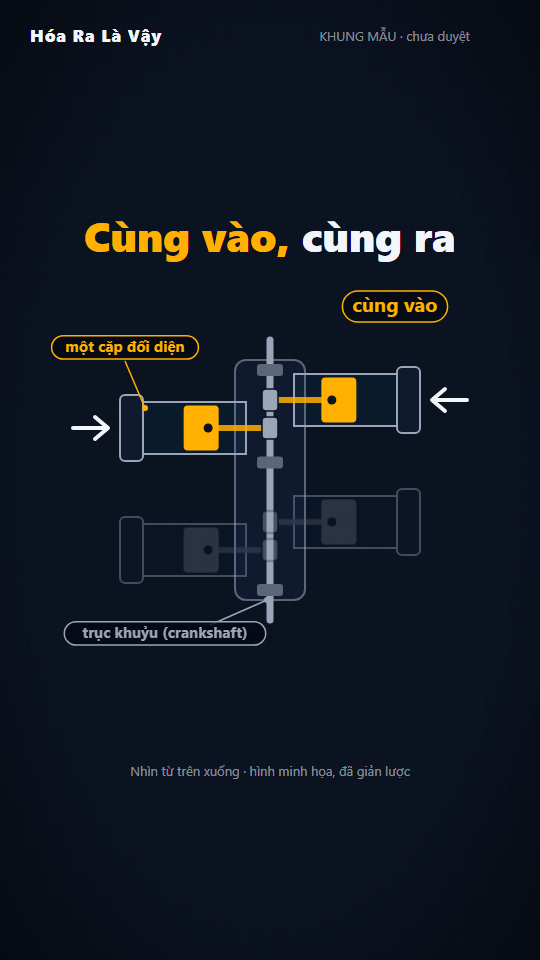 Hóa Ra Là Vậy
KHUNG MẪU · chưa duyệt
Cùng vào, cùng ra
cùng vào
một cặp đối diện
trục khuỷu (crankshaft)
Nhìn từ trên xuống · hình minh họa, đã giản lược